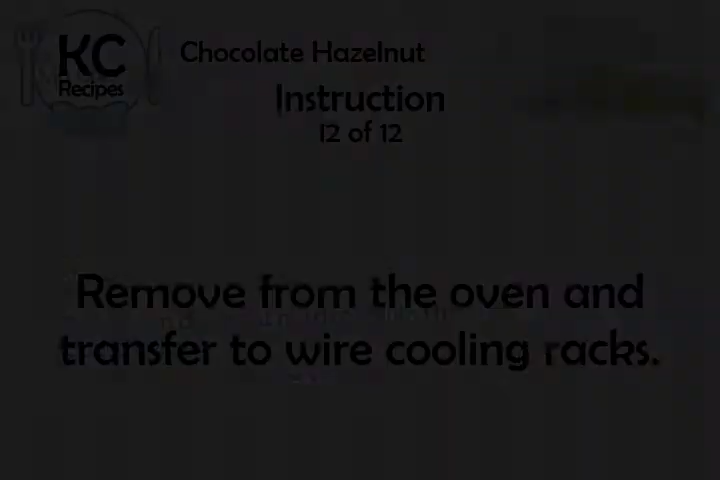 KC
Recipes
Chocolate Hazelnut
Instruction
12 of 12
Remove from the oven and
transfer to wire cooling racks.